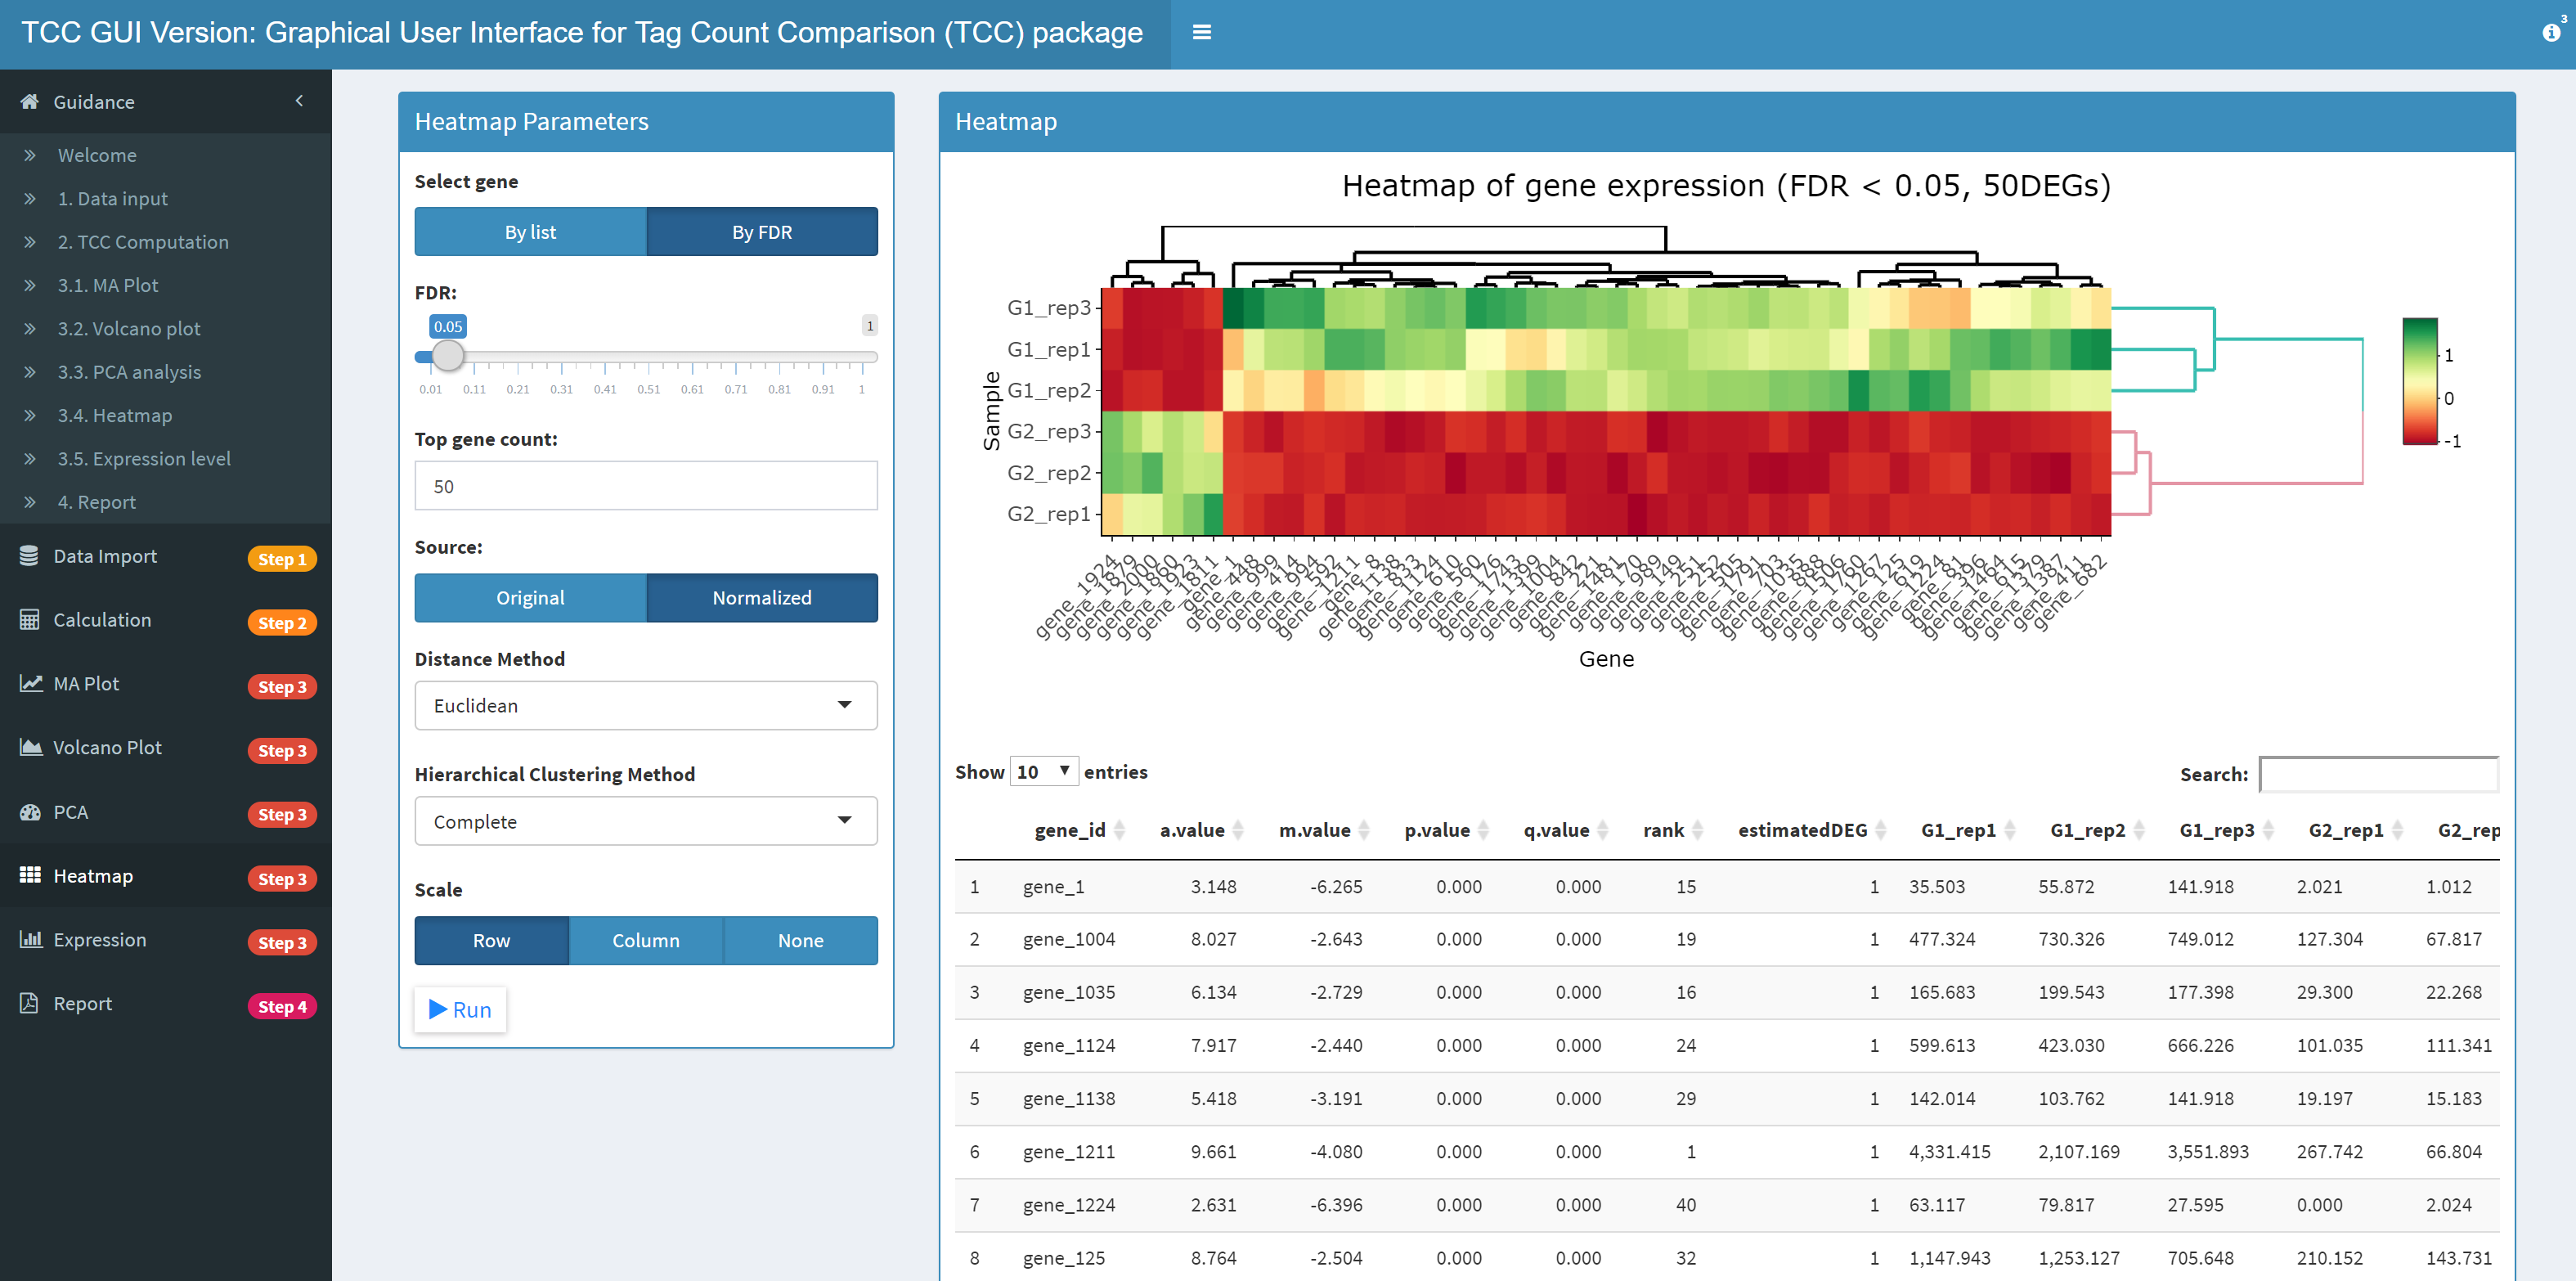 TCC GUI Version: Graphical User Interface for Tag Count Comparison (TCC) package
3
Guidance
Welcome
1. Data input
2. TCC Computation
3.1. MA Plot
3.2. Volcano plot
3.3. PCA analysis
3.4. Heatmap
3.5. Expression level
4. Report
Data Import Step 1
Calculation Step 2
MA Plot Step 3
Volcano Plot Step 3
PCA Step 3
Heatmap Step 3
Expression Step 3
Report Step 4
Heatmap Parameters
Select gene
By list By FDR
FDR:
0.05 1
0.01 0.11 0.21 0.31 0.41 0.51 0.61 0.71 0.81 0.91 1
Top gene count:
50
Source:
Original Normalized
Distance Method
Euclidean
Hierarchical Clustering Method
Complete
Scale
Row Column None
Run
Heatmap
Heatmap of gene expression (FDR < 0.05, 50DEGs)
Sample
G1_rep3
G1_rep1
G1_rep2
G2_rep3
G2_rep2
G2_rep1
1
0
-1
gene_1924
gene_1879
gene_2000
gene_1860
gene_1923
gene_1811
gene_1
gene_448
gene_999
gene_414
gene_994
gene_592
gene_1211
gene_8
gene_138
gene_833
gene_124
gene_610
gene_560
gene_176
gene_1743
gene_1399
gene_1004
gene_842
gene_221
gene_1481
gene_170
gene_989
gene_149
gene_251
gene_252
gene_505
gene_1791
gene_703
gene_1035
gene_888
gene_1506
gene_1760
gene_1267
gene_125
gene_619
gene_1224
gene_81
gene_396
gene_1464
gene_615
gene_1379
gene_1387
gene_411
gene_682
Gene
Show 10 entries
Search:
gene_id a.value m.value p.value q.value rank estimatedDEG G1_rep1 G1_rep2 G1_rep3 G2_rep1 G2_rep
1 gene_1 3.148 -6.265 0.000 0.000 15 1 35.503 55.872 141.918 2.021 1.012
2 gene_1004 8.027 -2.643 0.000 0.000 19 1 477.324 730.326 749.012 127.304 67.817
3 gene_1035 6.134 -2.729 0.000 0.000 16 1 165.683 199.543 177.398 29.300 22.268
4 gene_1124 7.917 -2.440 0.000 0.000 24 1 599.613 423.030 666.226 101.035 111.341
5 gene_1138 5.418 -3.191 0.000 0.000 29 1 142.014 103.762 141.918 19.197 15.183
6 gene_1211 9.661 -4.080 0.000 0.000 1 1 4,331.415 2,107.169 3,551.893 267.742 66.804
7 gene_1224 2.631 -6.396 0.000 0.000 40 1 63.117 79.817 27.595 0.000 2.024
8 gene_125 8.764 -2.504 0.000 0.000 32 1 1,147.943 1,253.127 705.648 210.152 143.731